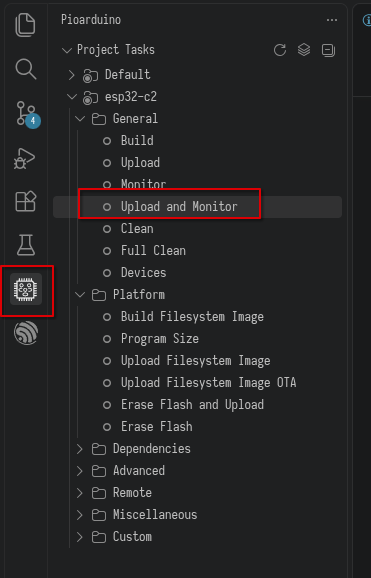 Pioarduino
Project Tasks
Default
esp32-c2
General
Build
Upload
Monitor
Upload and Monitor
Clean
Full Clean
Devices
Platform
Build Filesystem Image
Program Size
Upload Filesystem Image
Upload Filesystem Image OTA
Erase Flash and Upload
Erase Flash
Dependencies
Advanced
Remote
Miscellaneous
Custom
4